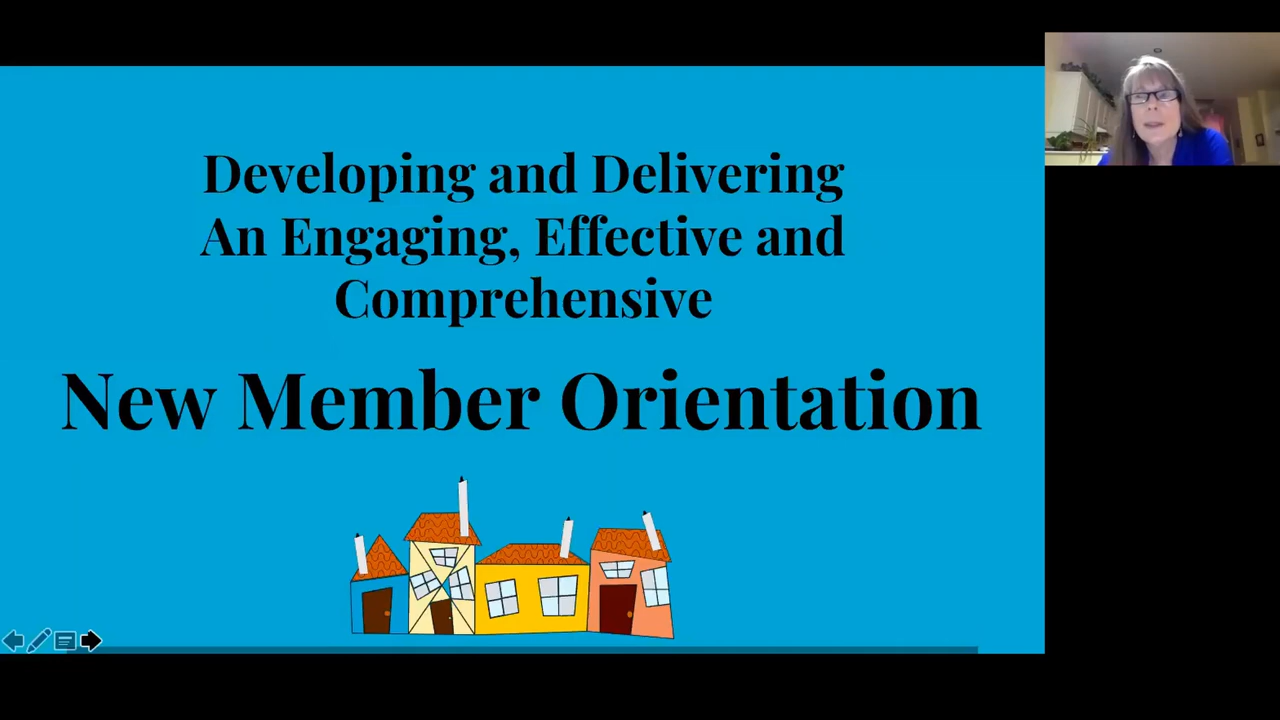 Developing and Delivering
An Engaging, Effective and
Comprehensive
New Member Orientation